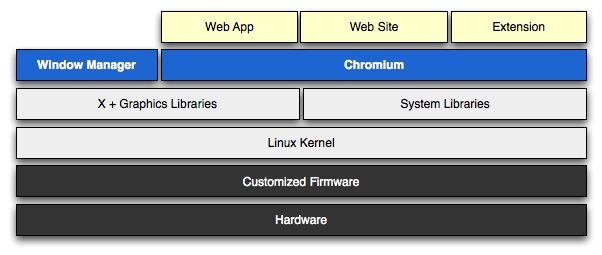 Web App
Web Site
Extension
Window Manager
Chromium
X + Graphics Libraries
System Libraries
Linux Kernel
Customized Firmware
Hardware